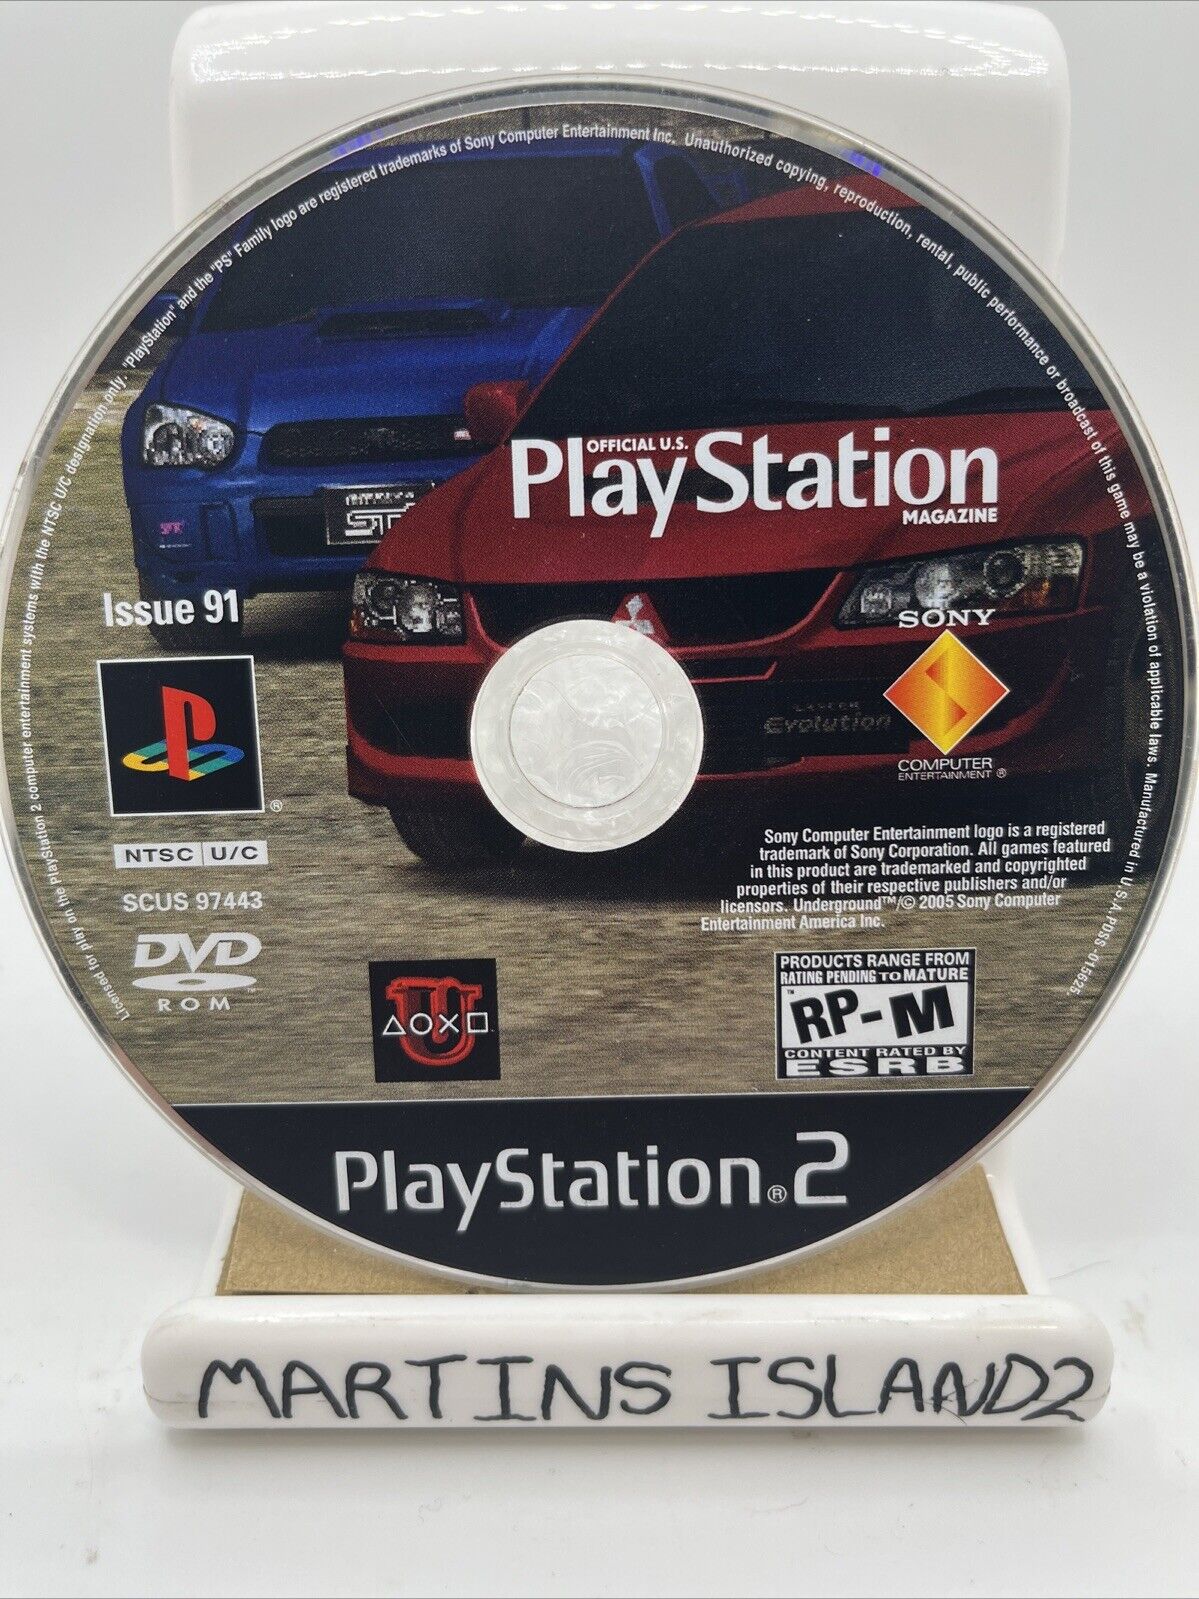 Licensed for play on the PlayStation 2 computer entertainment systems with the NTSC U/C designation only. "PlayStation" and the "PS" Family logo are registered trademarks of Sony Computer Entertainment Inc. Unauthorized copying, reproduction, rental, public performance or broadcast of this game may be a violation of applicable laws. Manufactured in U.S.A. PDSS-015625.
OFFICIAL U.S.
PlayStation
MAGAZINE
STi
Issue 91
SONY
LANCER
Evolution
COMPUTER
ENTERTAINMENT ®
®
NTSC U/C
SCUS 97443
DVD
ROM
Sony Computer Entertainment logo is a registered
trademark of Sony Corporation. All games featured
in this product are trademarked and copyrighted
properties of their respective publishers and/or
licensors. Underground™/© 2005 Sony Computer
Entertainment America Inc.
U
△○×□
PRODUCTS RANGE FROM
RATING PENDING TO MATURE
RP-M
CONTENT RATED BY
ESRB
PlayStation®2
MARTINS ISLAND2